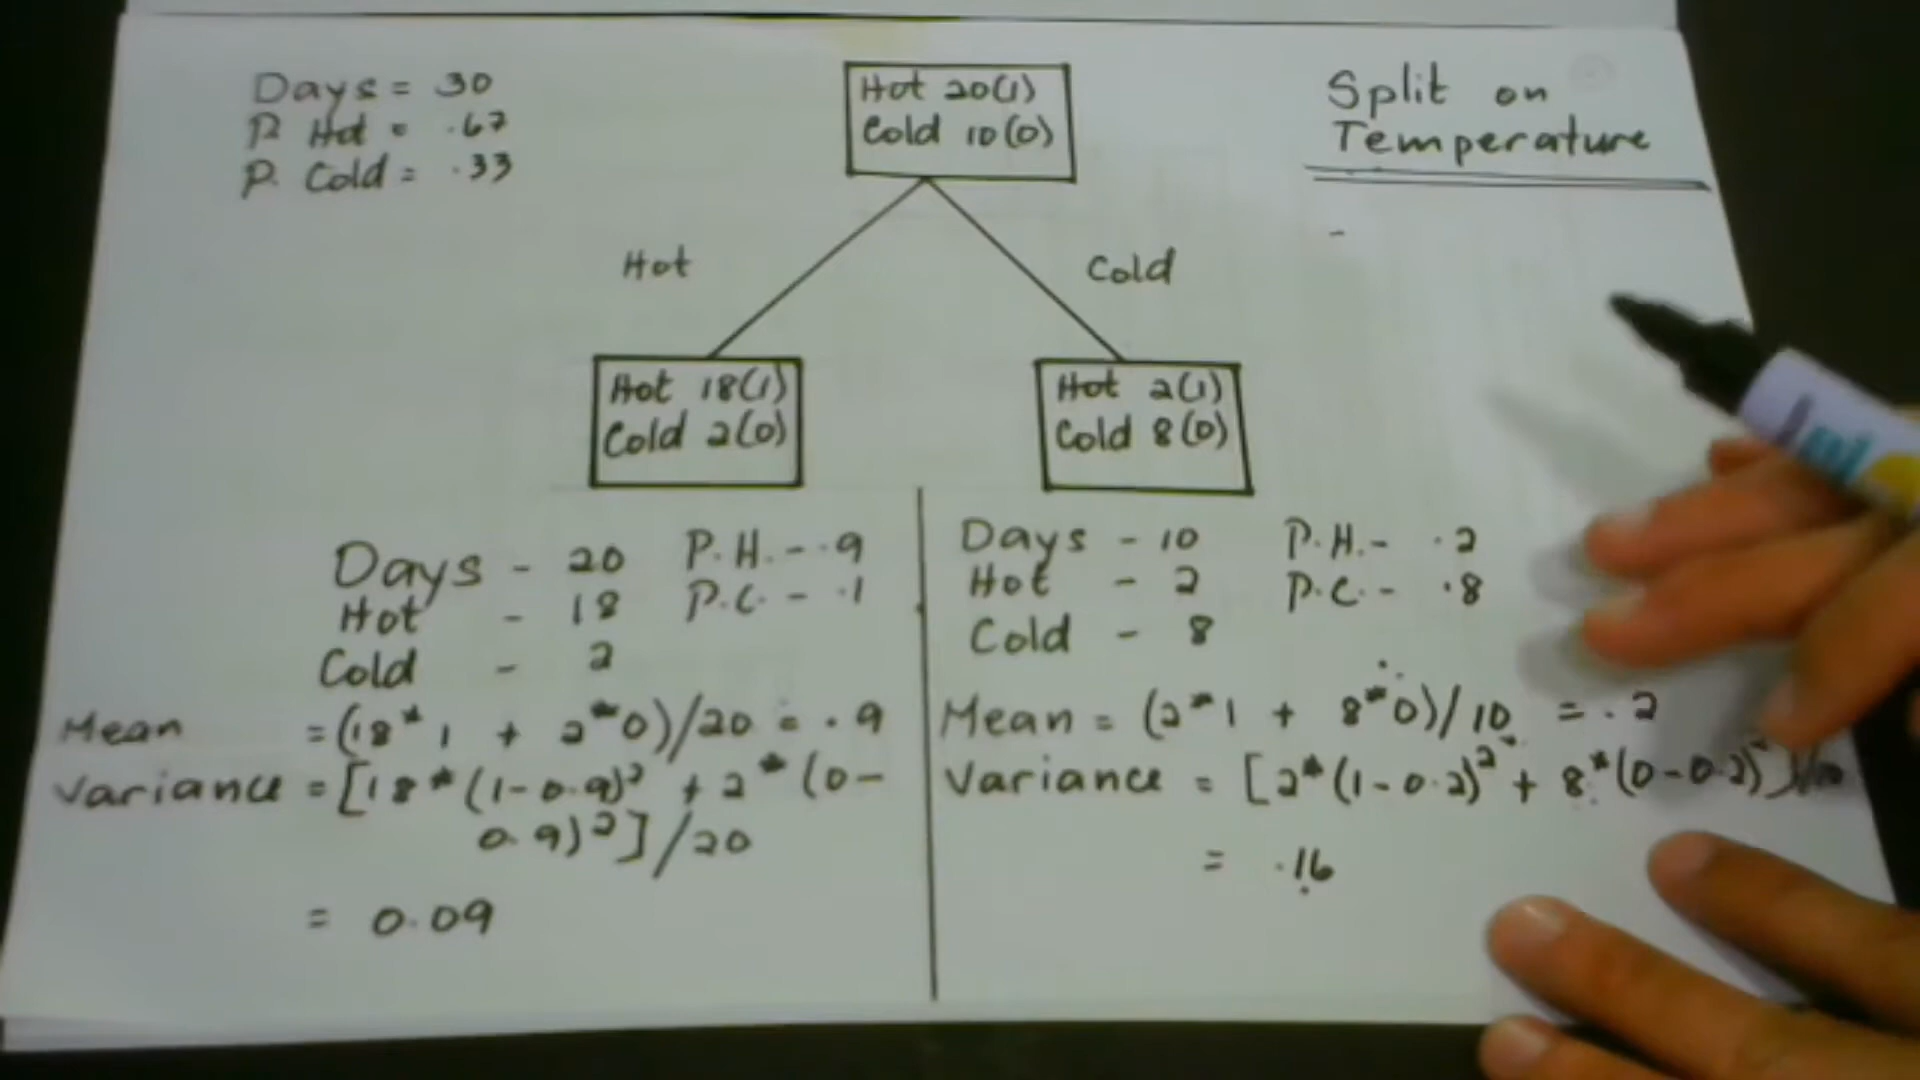 Days = 30
P. Hot = .67
P. Cold = .33
Hot 20(1)
Cold 10(0)
Split on
Temperature
Hot
Cold
Hot 18(1)
Cold 2(0)
Hot 2(1)
Cold 8(0)
Days - 20 P.H. - .9
Hot - 18 P.C. - .1
Cold - 2
Mean = (18*1 + 2*0)/20 = .9
Variance = [18*(1-0.9)² + 2*(0-
0.9)²]/20
= 0.09
Days - 10 P.H. - .2
Hot - 2 P.C. - .8
Cold - 8
Mean = (2*1 + 8*0)/10 = .2
Variance = [2*(1-0.2)² + 8*(0-0.2)²]/10
= .16